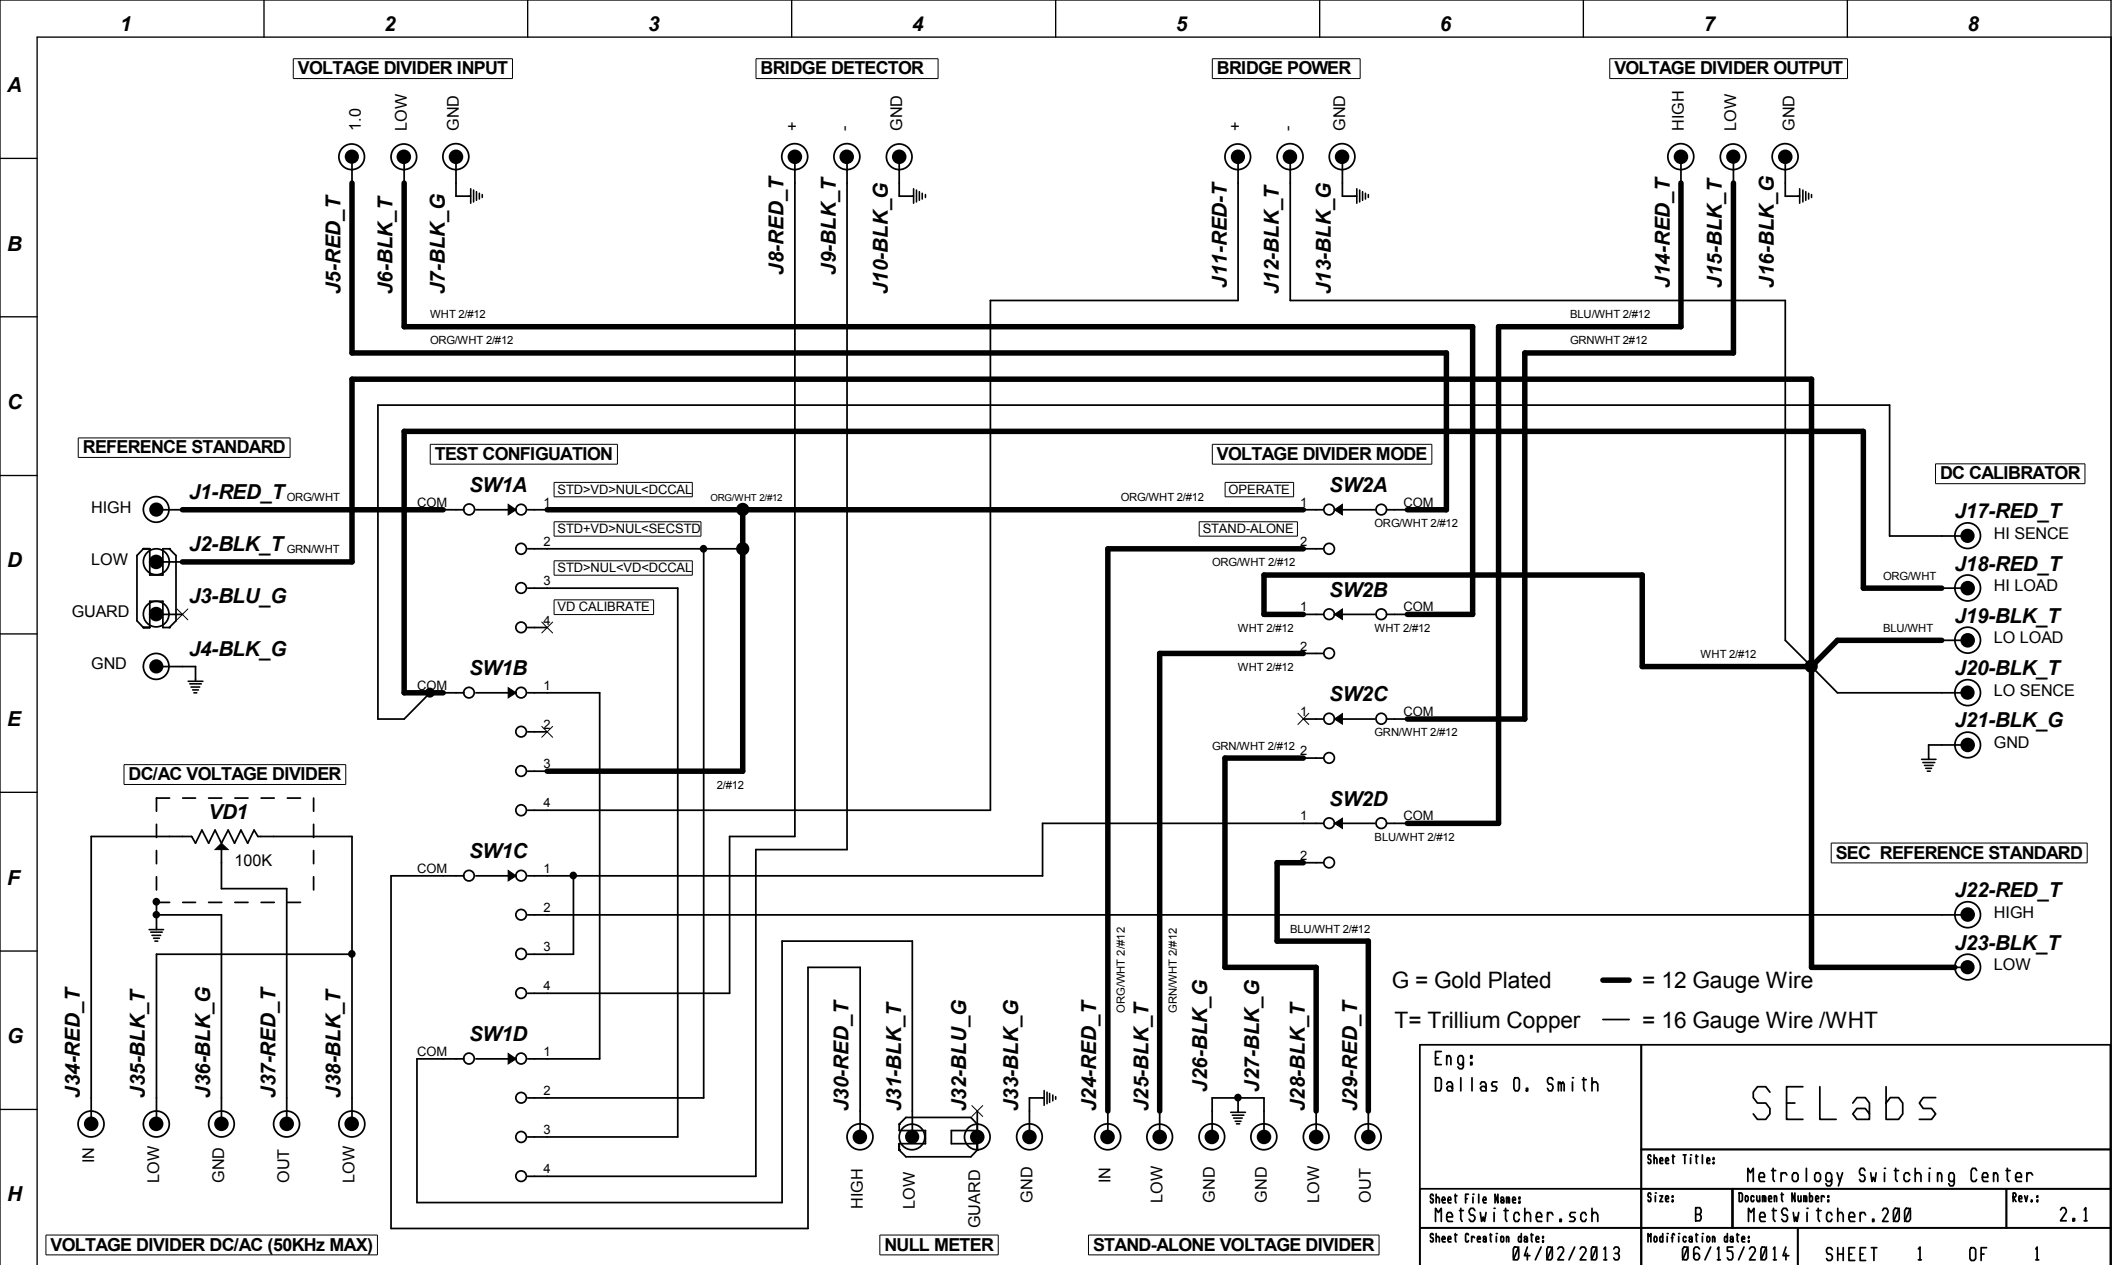 1 2 3 4 5 6 7 8
A
B
C
D
E
F
G
H
VOLTAGE DIVIDER INPUT
1.0
LOW
GND
J5-RED_T
J6-BLK_T
J7-BLK_G
BRIDGE DETECTOR
+
-
GND
J8-RED_T
J9-BLK_T
J10-BLK_G
BRIDGE POWER
+
-
GND
J11-RED-T
J12-BLK_T
J13-BLK_G
VOLTAGE DIVIDER OUTPUT
HIGH
LOW
GND
J14-RED_T
J15-BLK_T
J16-BLK_G
WHT 2/#12
ORG/WHT 2/#12
BLU/WHT 2/#12
GRNWHT 2/#12
REFERENCE STANDARD
HIGH
J1-RED_T
ORG/WHT
LOW
J2-BLK_T
GRN/WHT
GUARD
J3-BLU_G
GND
J4-BLK_G
TEST CONFIGUATION
SW1A
COM
1
STD>VD>NUL<DCCAL
2
STD+VD>NUL<SECSTD
3
STD>NUL<VD<DCCAL
4
VD CALIBRATE
ORG/WHT 2/#12
SW1B
COM
1
2
3
4
2/#12
SW1C
COM
1
2
3
4
SW1D
COM
1
2
3
4
VOLTAGE DIVIDER MODE
ORG/WHT 2/#12
OPERATE
STAND-ALONE
SW2A
1
COM
ORG/WHT 2/#12
2
ORG/WHT 2/#12
SW2B
1
COM
WHT 2/#12
WHT 2/#12
2
WHT 2/#12
WHT 2/#12
SW2C
1
COM
GRN/WHT 2/#12
GRN/WHT 2/#12
2
SW2D
1
COM
BLU/WHT 2/#12
2
BLU/WHT 2/#12
DC CALIBRATOR
J17-RED_T
HI SENCE
J18-RED_T
HI LOAD
ORG/WHT
J19-BLK_T
LO LOAD
BLU/WHT
J20-BLK_T
LO SENCE
J21-BLK_G
GND
SEC REFERENCE STANDARD
J22-RED_T
HIGH
J23-BLK_T
LOW
DC/AC VOLTAGE DIVIDER
VD1
100K
J34-RED_T
J35-BLK_T
J36-BLK_G
J37-RED_T
J38-BLK_T
IN
LOW
GND
OUT
LOW
VOLTAGE DIVIDER DC/AC (50KHz MAX)
J30-RED_T
J31-BLK_T
J32-BLU_G
J33-BLK_G
HIGH
LOW
GUARD
GND
NULL METER
ORG/WHT 2/#12
GRN/WHT 2/#12
J24-RED_T
J25-BLK_T
J26-BLK_G
J27-BLK_G
J28-BLK_T
J29-RED_T
IN
LOW
GND
GND
LOW
OUT
STAND-ALONE VOLTAGE DIVIDER
G = Gold Plated
= 12 Gauge Wire
T= Trillium Copper
= 16 Gauge Wire /WHT
Eng:
Dallas O. Smith
SELabs
Sheet Title:
Metrology Switching Center
Sheet File Name:
MetSwitcher.sch
Size:
B
Document Number:
MetSwitcher.200
Rev.:
2.1
Sheet Creation date:
04/02/2013
Modification date:
06/15/2014
SHEET 1 OF 1